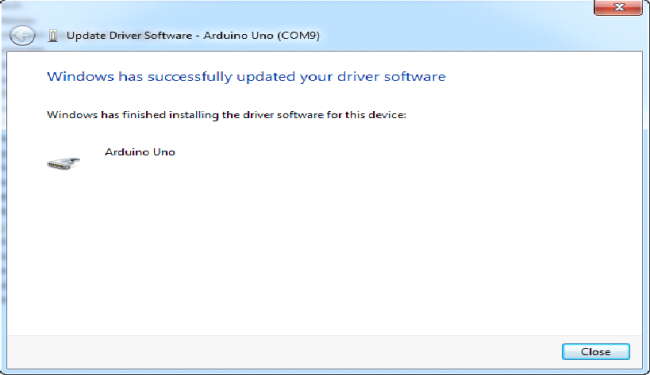 Update Driver Software - Arduino Uno (COM9)
Windows has successfully updated your driver software
Windows has finished installing the driver software for this device:
Arduino Uno
Close